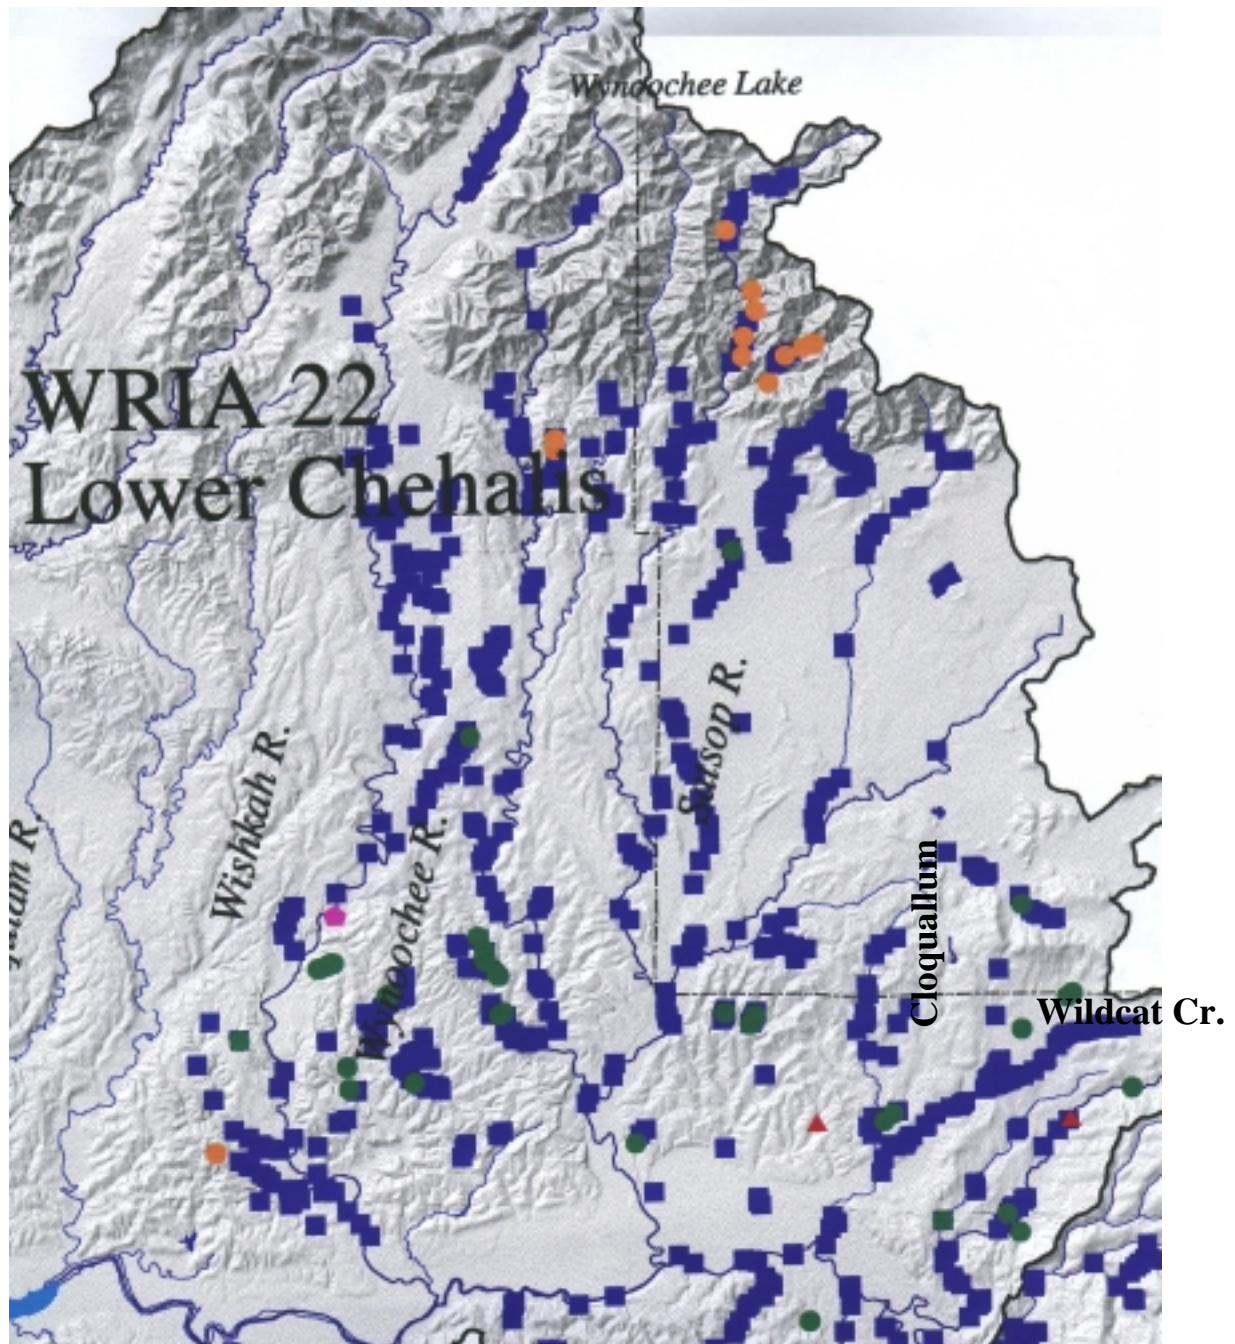 Wynoochee Lake
WRIA 22
Lower Chehalis
Satsop R.
Wishkah R.
Wynoochee R.
Cloquallum
Wildcat Cr.
R.